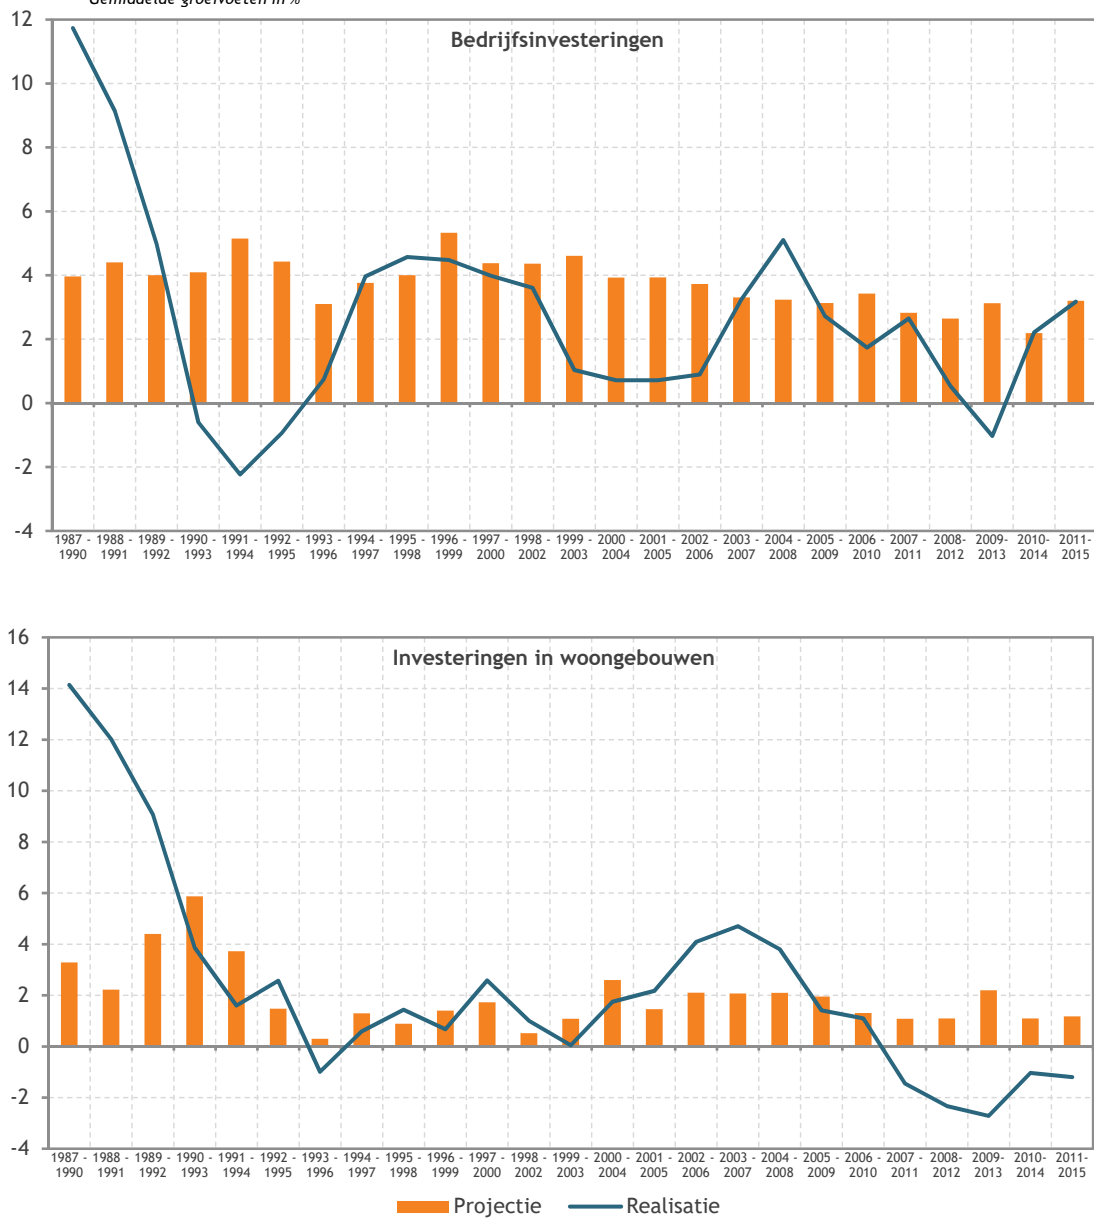 Gemiddelde groeivoeten in %
Bedrijfsinvesteringen
12
10
8
6
4
2
0
-2
-4
1987 - 1988 - 1989 - 1990 - 1991 - 1992 - 1993 - 1994 - 1995 - 1996 - 1997 - 1998 - 1999 - 2000 - 2001 - 2002 - 2003 - 2004 - 2005 - 2006 - 2007 - 2008- 2009- 2010- 2011-
1990 1991 1992 1993 1994 1995 1996 1997 1998 1999 2000 2002 2003 2004 2005 2006 2007 2008 2009 2010 2011 2012 2013 2014 2015
Investeringen in woongebouwen
16
14
12
10
8
6
4
2
0
-2
-4
1987 - 1988 - 1989 - 1990 - 1991 - 1992 - 1993 - 1994 - 1995 - 1996 - 1997 - 1998 - 1999 - 2000 - 2001 - 2002 - 2003 - 2004 - 2005 - 2006 - 2007 - 2008- 2009- 2010- 2011-
1990 1991 1992 1993 1994 1995 1996 1997 1998 1999 2000 2002 2003 2004 2005 2006 2007 2008 2009 2010 2011 2012 2013 2014 2015
Projectie Realisatie